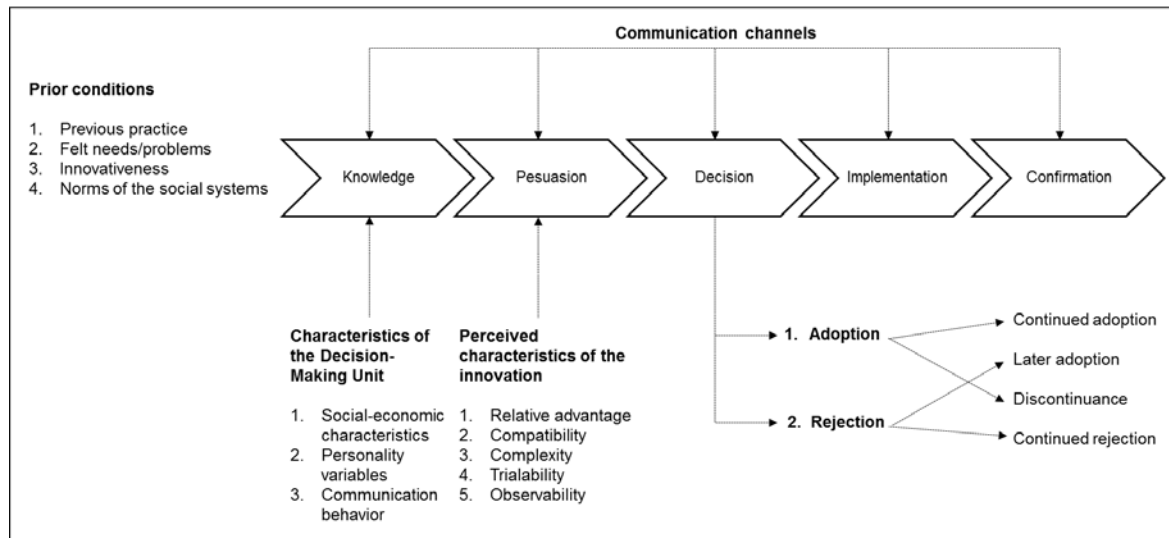 Communication channels
Prior conditions
1. Previous practice
2. Felt needs/problems
3. Innovativeness
4. Norms of the social systems
Knowledge
Pesuasion
Decision
Implementation
Confirmation
Characteristics of
the Decision-
Making Unit
1. Social-economic
characteristics
2. Personality
variables
3. Communication
behavior
Perceived
characteristics of the
innovation
1. Relative advantage
2. Compatibility
3. Complexity
4. Trialability
5. Observability
1. Adoption
2. Rejection
Continued adoption
Later adoption
Discontinuance
Continued rejection